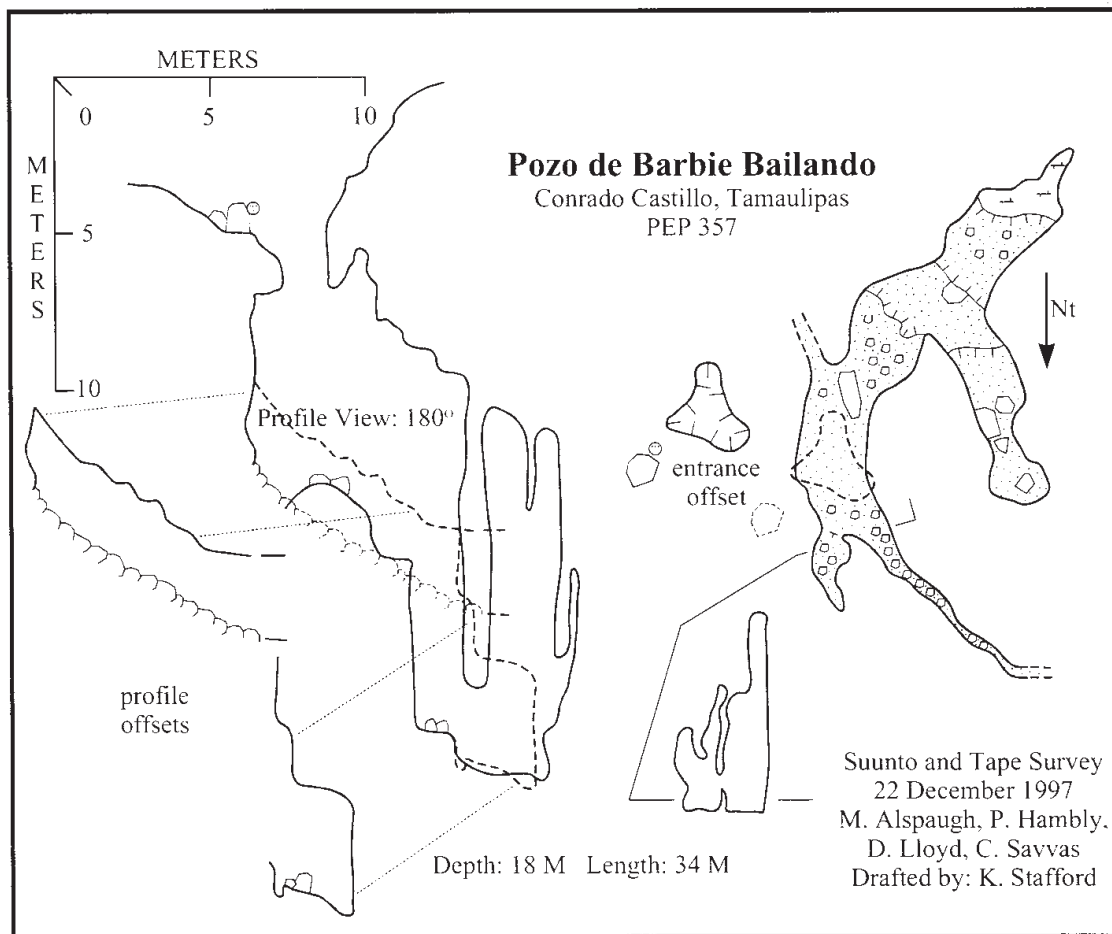 METERS
0 5 10
METERS
5
10
Pozo de Barbie Bailando
Conrado Castillo, Tamaulipas
PEP 357
Nt
Profile View: 180°
entrance
offset
profile
offsets
Depth: 18 M Length: 34 M
Suunto and Tape Survey
22 December 1997
M. Alspaugh, P. Hambly,
D. Lloyd, C. Savvas
Drafted by: K. Stafford